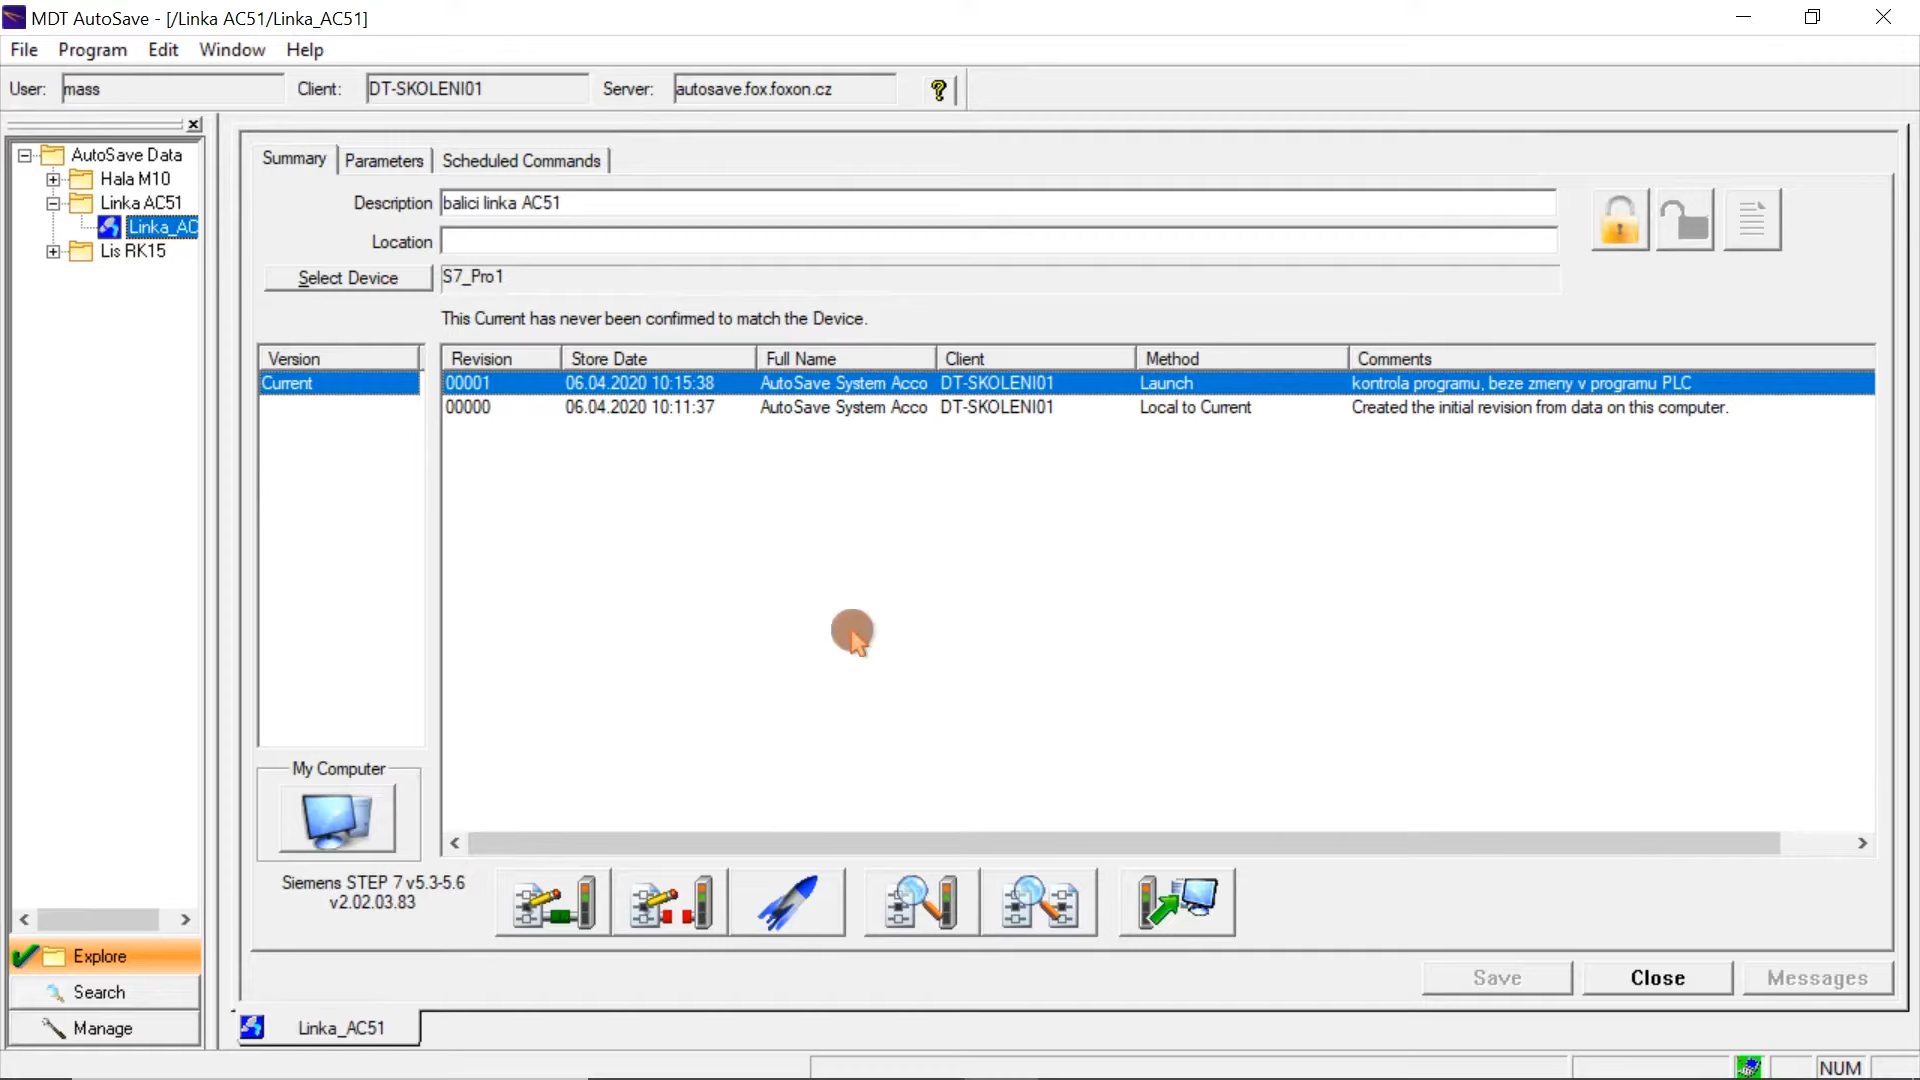 MDT AutoSave - [/Linka AC51/Linka_AC51]
File Program Edit Window Help
User: mass Client: DT-SKOLENI01 Server: autosave.fox.foxon.cz
AutoSave Data
Hala M10
Linka AC51
Linka_AC
Lis RK15
Explore
Search
Manage
Summary Parameters Scheduled Commands
Description balici linka AC51
Location
Select Device S7_Pro1
This Current has never been confirmed to match the Device.
Version
Current
Revision Store Date Full Name Client Method Comments
00001 06.04.2020 10:15:38 AutoSave System Acco DT-SKOLENI01 Launch kontrola programu, beze zmeny v programu PLC
00000 06.04.2020 10:11:37 AutoSave System Acco DT-SKOLENI01 Local to Current Created the initial revision from data on this computer.
My Computer
Siemens STEP 7 v5.3-5.6
v2.02.03.83
Save Close Messages
Linka_AC51
NUM